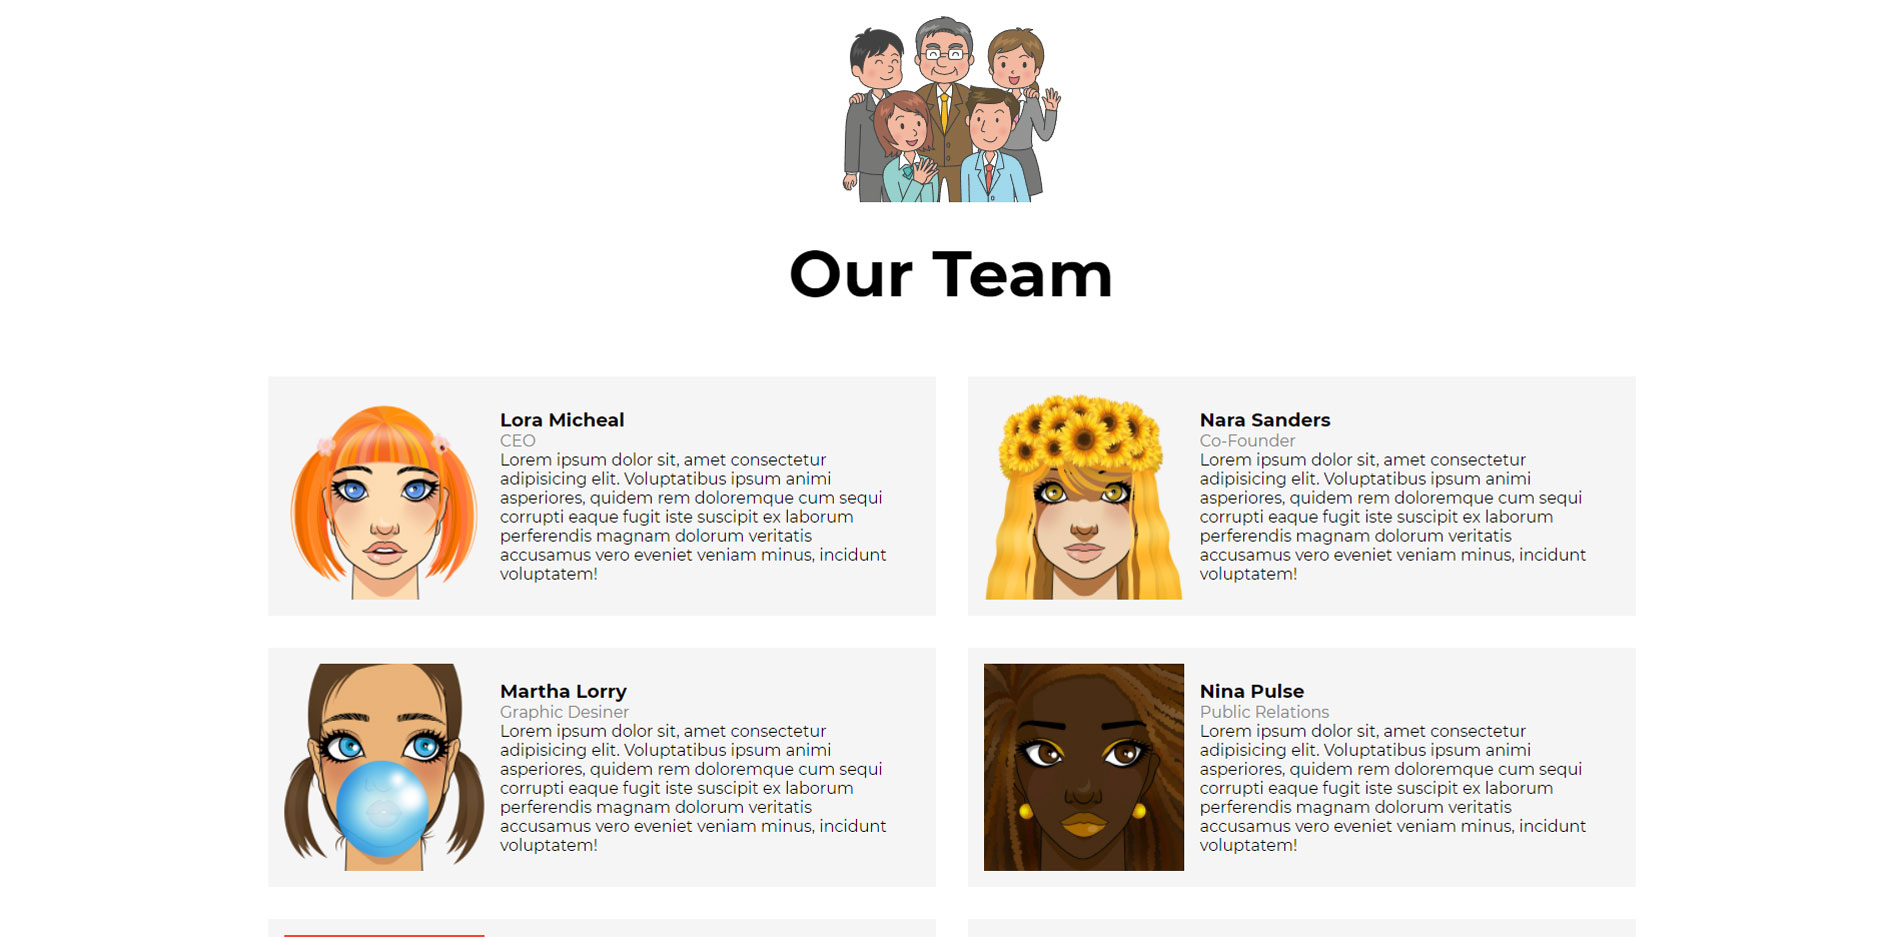 Our Team
Lora Micheal
CEO
Lorem ipsum dolor sit, amet consectetur
adipisicing elit. Voluptatibus ipsum animi
asperiores, quidem rem doloremque cum sequi
corrupti eaque fugit iste suscipit ex laborum
perferendis magnam dolorum veritatis
accusamus vero eveniet veniam minus, incidunt
voluptatem!
Nara Sanders
Co-Founder
Lorem ipsum dolor sit, amet consectetur
adipisicing elit. Voluptatibus ipsum animi
asperiores, quidem rem doloremque cum sequi
corrupti eaque fugit iste suscipit ex laborum
perferendis magnam dolorum veritatis
accusamus vero eveniet veniam minus, incidunt
voluptatem!
Martha Lorry
Graphic Desiner
Lorem ipsum dolor sit, amet consectetur
adipisicing elit. Voluptatibus ipsum animi
asperiores, quidem rem doloremque cum sequi
corrupti eaque fugit iste suscipit ex laborum
perferendis magnam dolorum veritatis
accusamus vero eveniet veniam minus, incidunt
voluptatem!
Nina Pulse
Public Relations
Lorem ipsum dolor sit, amet consectetur
adipisicing elit. Voluptatibus ipsum animi
asperiores, quidem rem doloremque cum sequi
corrupti eaque fugit iste suscipit ex laborum
perferendis magnam dolorum veritatis
accusamus vero eveniet veniam minus, incidunt
voluptatem!